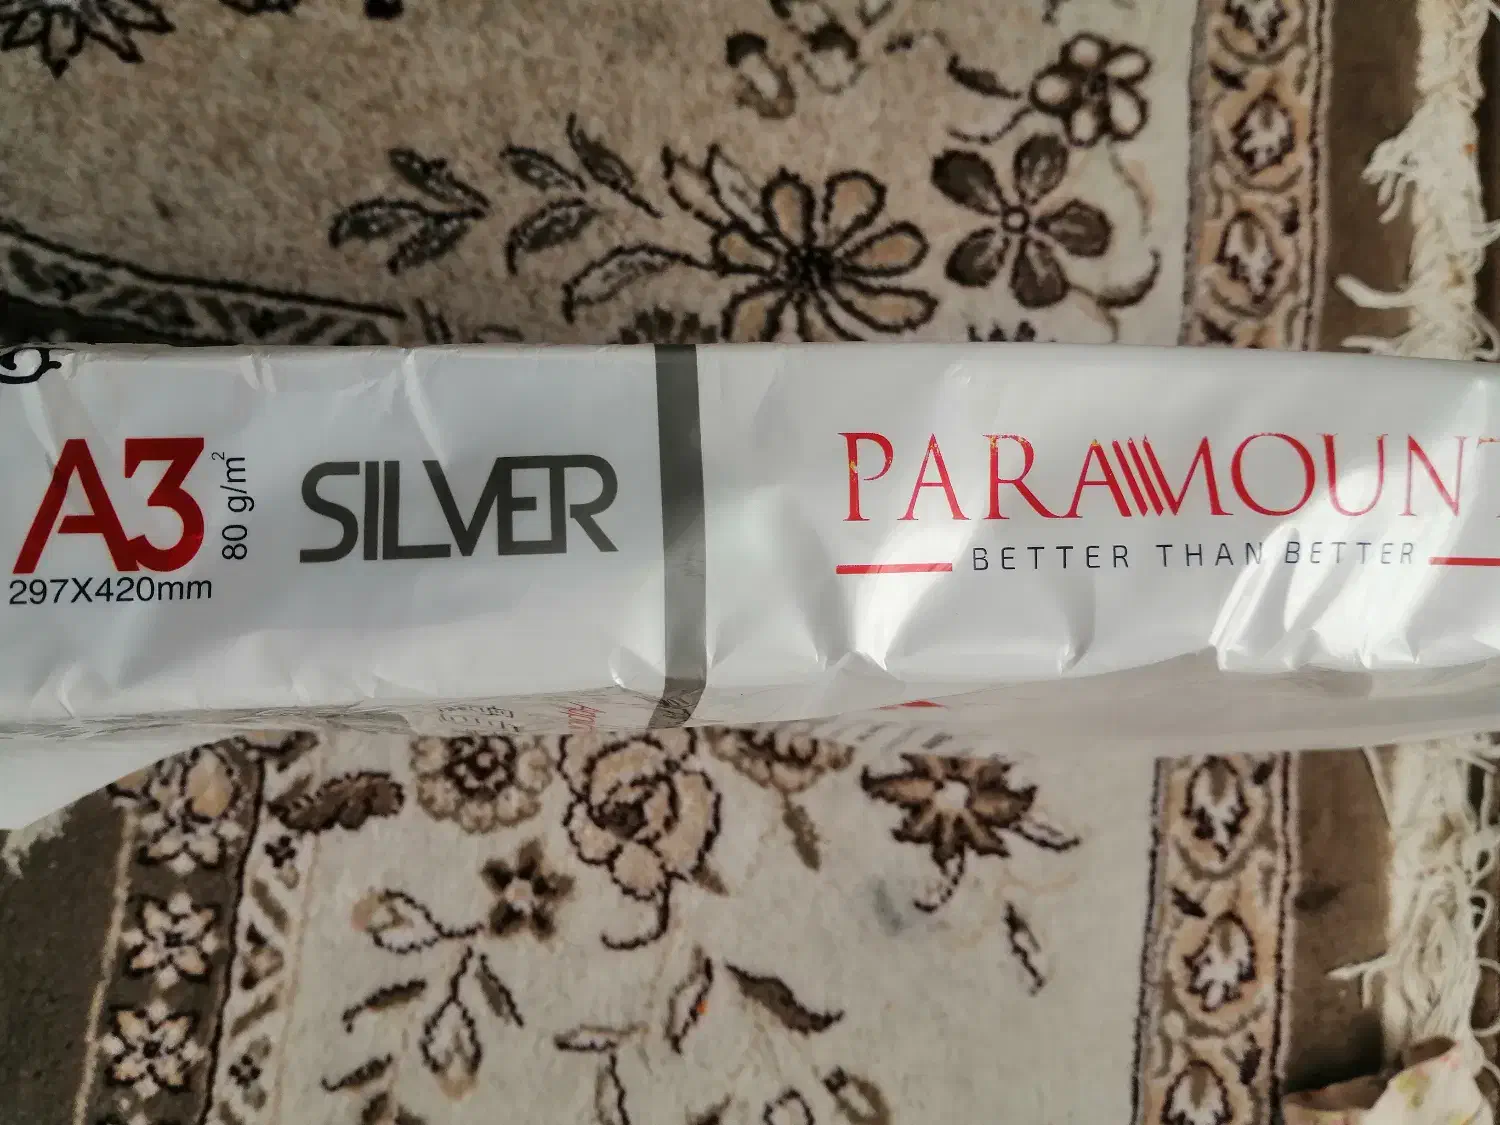 A3
80 g/m²
297X420mm
SILVER
PARAMOUNT
BETTER THAN BETTER